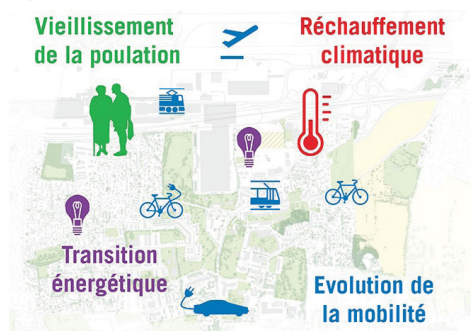 Vieillissement
de la poulation
Réchauffement
climatique
Transition
énergétique
Evolution de
la mobilité